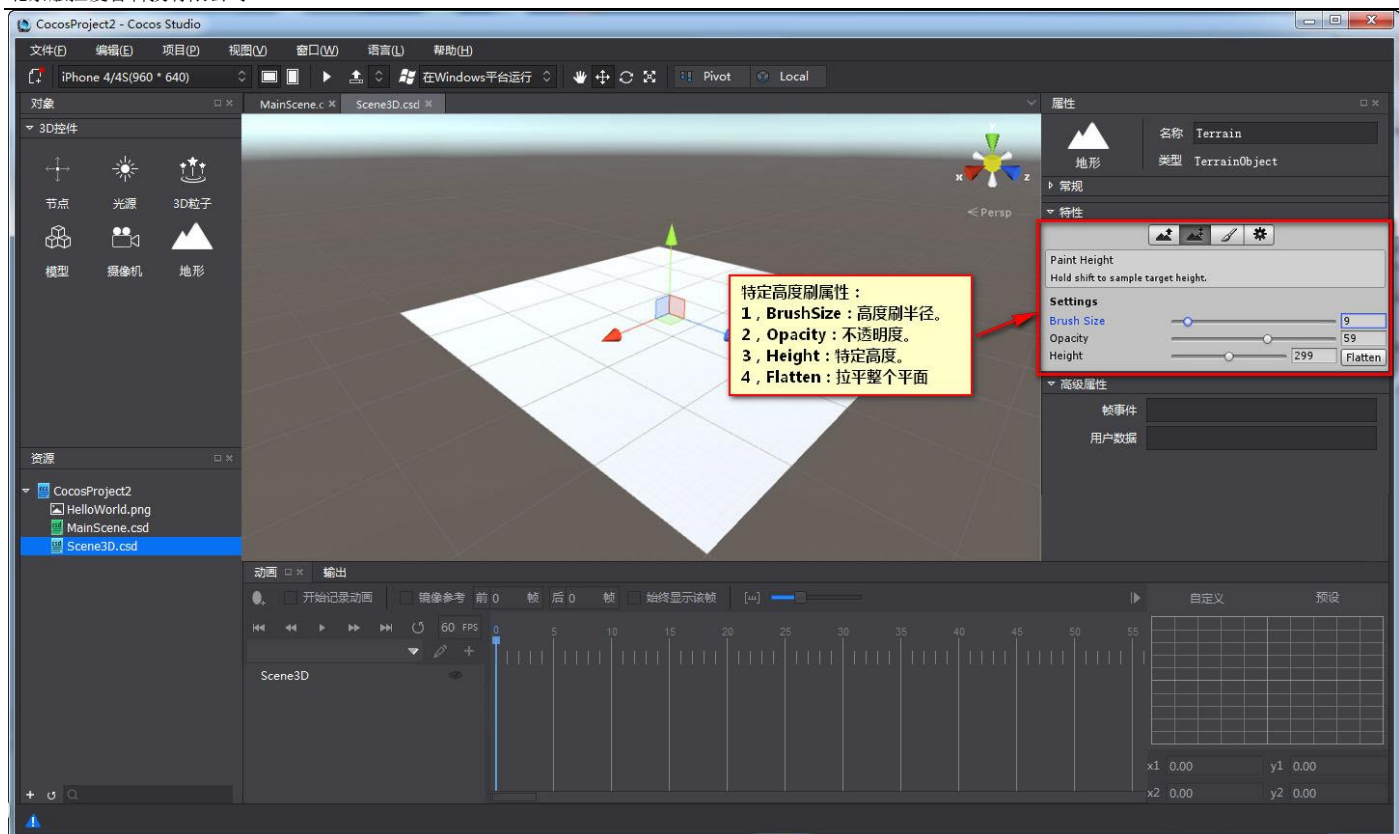 CocosProject2 - Cocos Studio
文件(F) 编辑(E) 项目(P) 视图(V) 窗口(W) 语言(L) 帮助(H)
iPhone 4/4S(960 * 640) 在Windows平台运行 Pivot Local
对象
3D控件
节点 光源 3D粒子
模型 摄像机 地形
MainScene.c Scene3D.csd
x z
Persp
特定高度刷属性：
1，BrushSize：高度刷半径。
2，Opacity：不透明度。
3，Height：特定高度。
4，Flatten：拉平整个平面
属性
地形
名称 Terrain
类型 TerrainObject
常规
特性
Paint Height
Hold shift to sample target height.
Settings
Brush Size 9
Opacity 59
Height 299 Flatten
高级属性
帧事件
用户数据
资源
CocosProject2
HelloWorld.png
MainScene.csd
Scene3D.csd
动画 输出
开始记录动画 镜像参考 前 0 帧 后 0 帧 始终显示该帧
60 FPS
0 5 10 15 20 25 30 35 40 45 50 55
Scene3D
自定义 预设
x1 0.00 y1 0.00
x2 0.00 y2 0.00